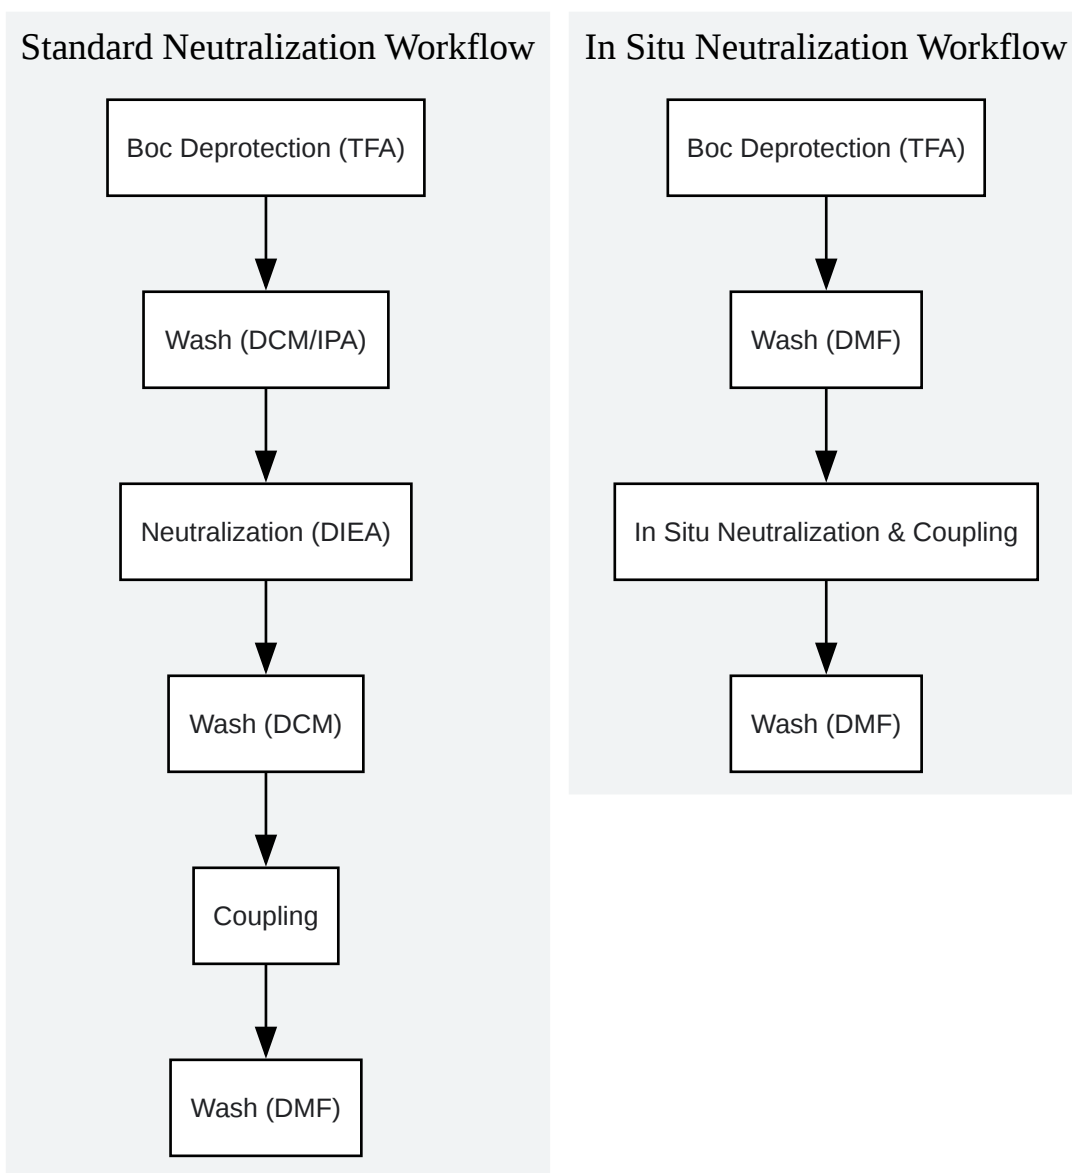 Standard Neutralization Workflow
Boc Deprotection (TFA)
Wash (DCM/IPA)
Neutralization (DIEA)
Wash (DCM)
Coupling
Wash (DMF)
In Situ Neutralization Workflow
Boc Deprotection (TFA)
Wash (DMF)
In Situ Neutralization & Coupling
Wash (DMF)